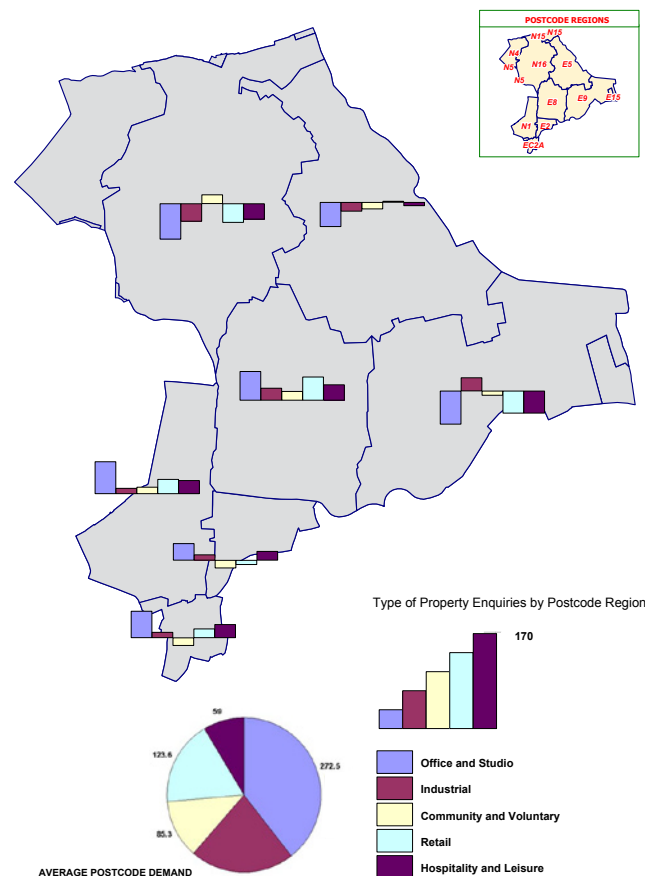 POSTCODE REGIONS
N15
N15
N4
N16
E5
N5
N5
E8
E9
E15
N1
E2
EC2A
Type of Property Enquiries by Postcode Region
170
59
123.6
272.5
85.3
Office and Studio
Industrial
Community and Voluntary
Retail
Hospitality and Leisure
AVERAGE POSTCODE DEMAND